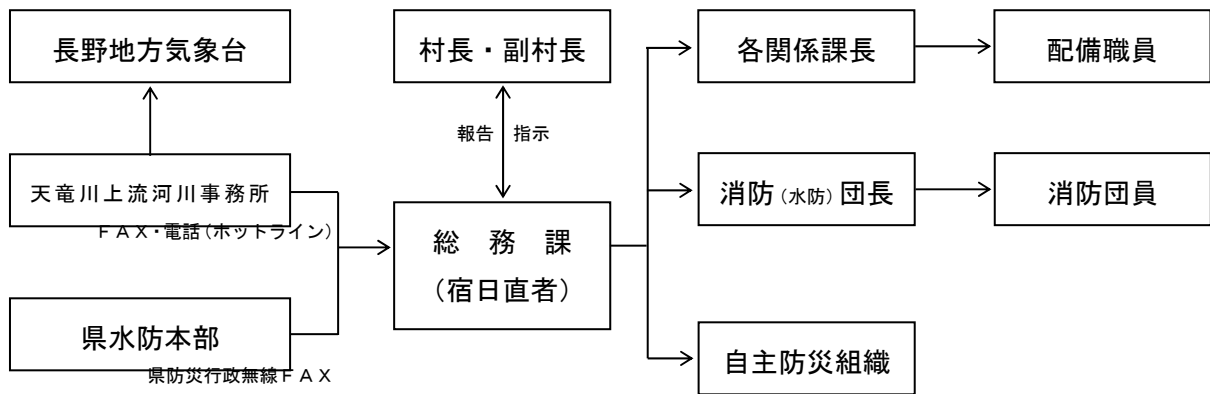 長野地方気象台
村長・副村長
各関係課長
配備職員
報告
指示
天竜川上流河川事務所
FAX・電話(ホットライン)
消防(水防)団長
消防団員
総務課
(宿日直者)
県水防本部
県防災行政無線FAX
自主防災組織